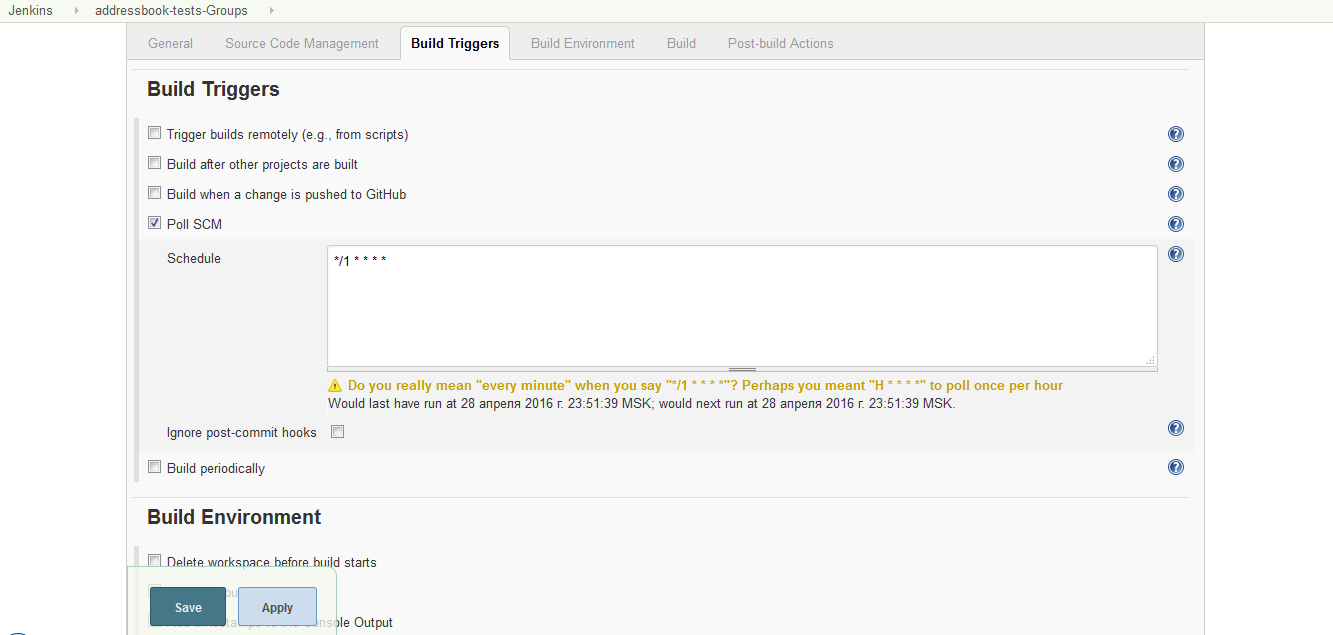 Jenkins addressbook-tests-Groups
General Source Code Management Build Triggers Build Environment Build Post-build Actions
Build Triggers
Trigger builds remotely (e.g., from scripts)
Build after other projects are built
Build when a change is pushed to GitHub
Poll SCM
Schedule
*/1 * * * *
Do you really mean "every minute" when you say "*/1 * * * *"? Perhaps you meant "H * * * *" to poll once per hour
Would last have run at 28 апреля 2016 г. 23:51:39 MSK; would next run at 28 апреля 2016 г. 23:51:39 MSK.
Ignore post-commit hooks
Build periodically
Build Environment
Delete workspace before build starts
Save Apply
Console Output